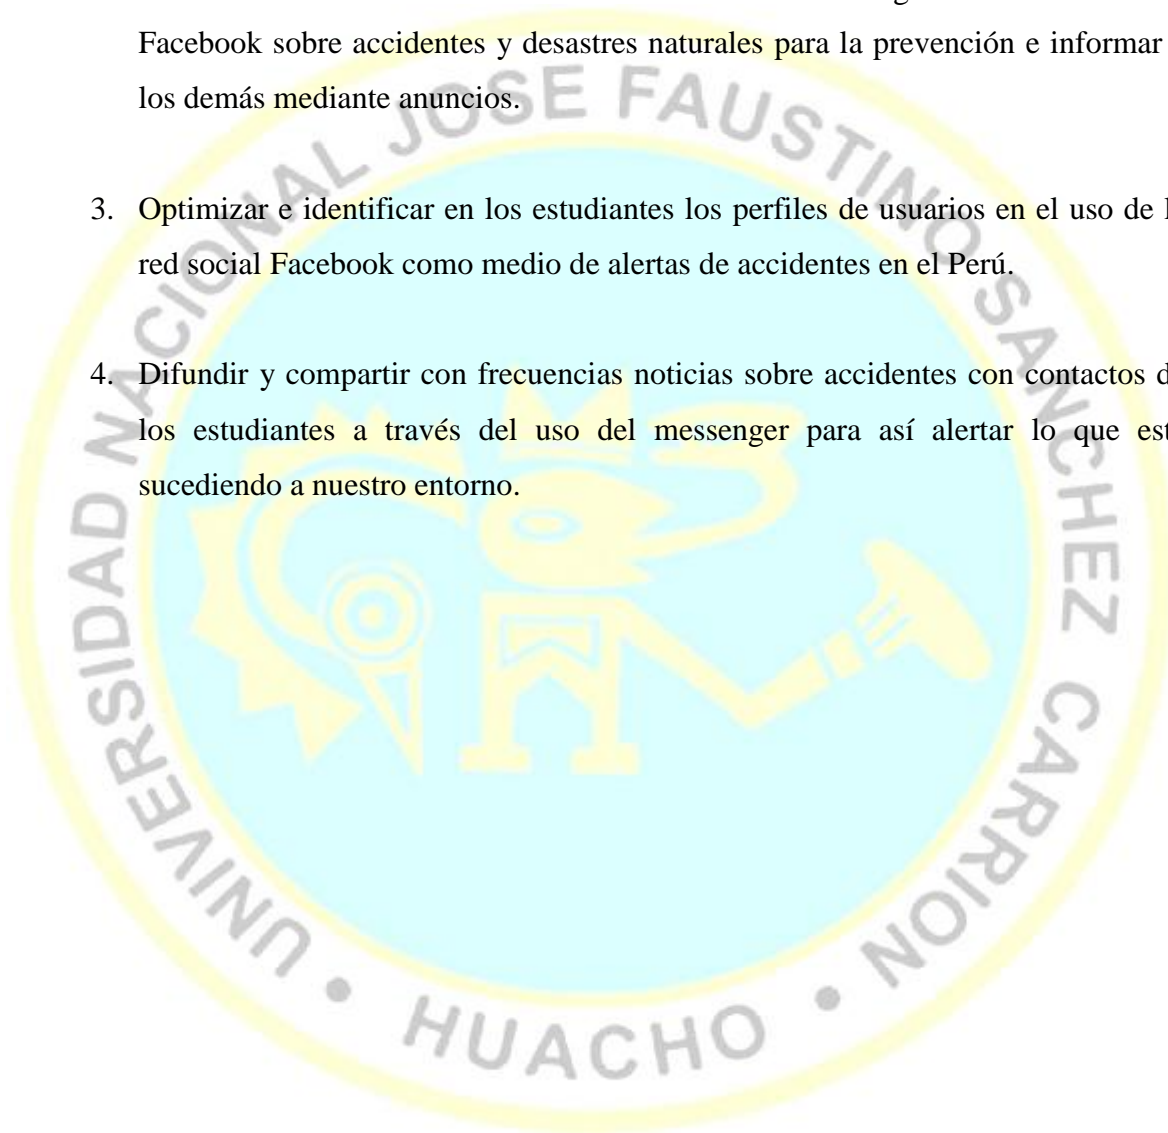 Facebook sobre accidentes y desastres naturales para la prevención e informar
los demás mediante anuncios.
3. Optimizar e identificar en los estudiantes los perfiles de usuarios en el uso de
red social Facebook como medio de alertas de accidentes en el Perú.
4. Difundir y compartir con frecuencias noticias sobre accidentes con contactos
los estudiantes a través del uso del messenger para así alertar lo que
sucediendo a nuestro entorno.
UNIVERSIDAD NACIONAL JOSE FAUSTINO SANCHEZ CARRION
• HUACHO •